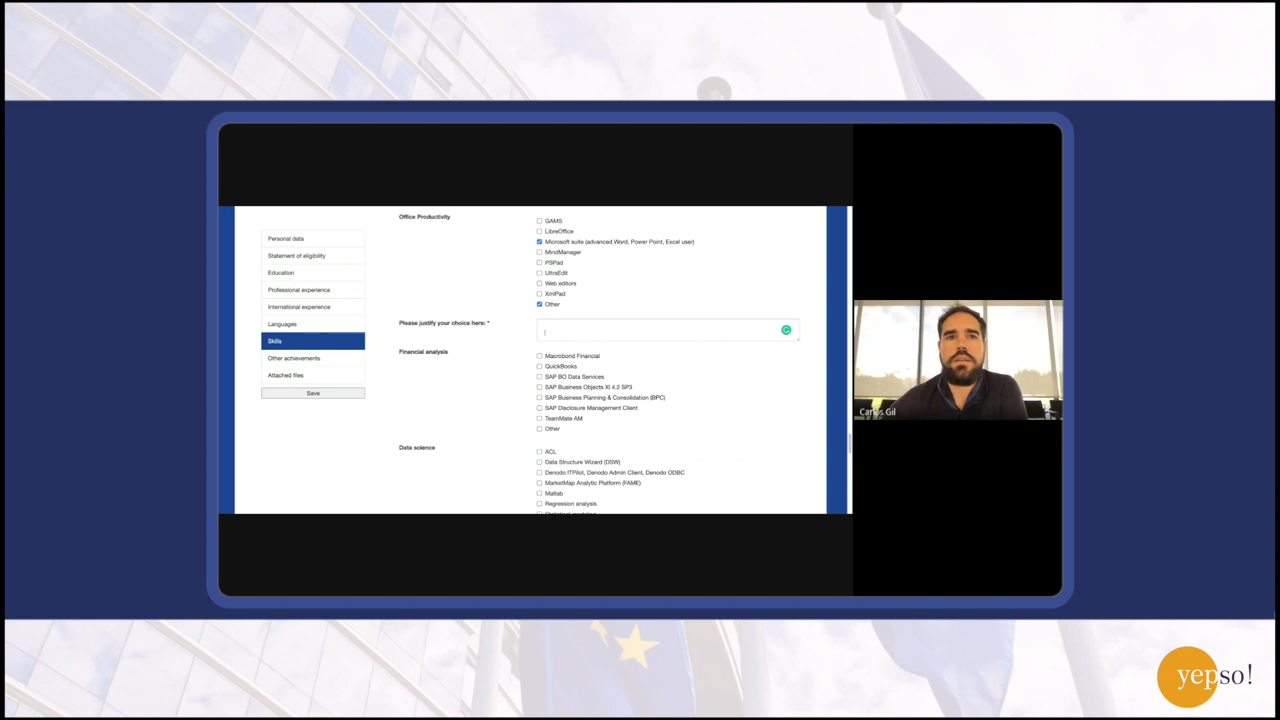 Office Productivity
GAMS
LibreOffice
Microsoft suite (advanced Word, Power Point, Excel user)
MindManager
PSPad
UltraEdit
Web editors
XmlPad
Other
Personal data
Statement of eligibility
Education
Professional experience
International experience
Languages
Skills
Other achievements
Attached files
Save
Please justify your choice here: *
Financial analysis
Macrobond Financial
QuickBooks
SAP BO Data Services
SAP Business Objects XI 4.2 SP3
SAP Business Planning & Consolidation (BPC)
SAP Disclosure Management Client
TeamMate AM
Other
Data science
ACL
Data Structure Wizard (DSW)
Denodo ITPilot, Denodo Admin Client, Denodo ODBC
MarketMap Analytic Platform (FAME)
Matlab
Regression analysis
Carlos Gil
yepso!